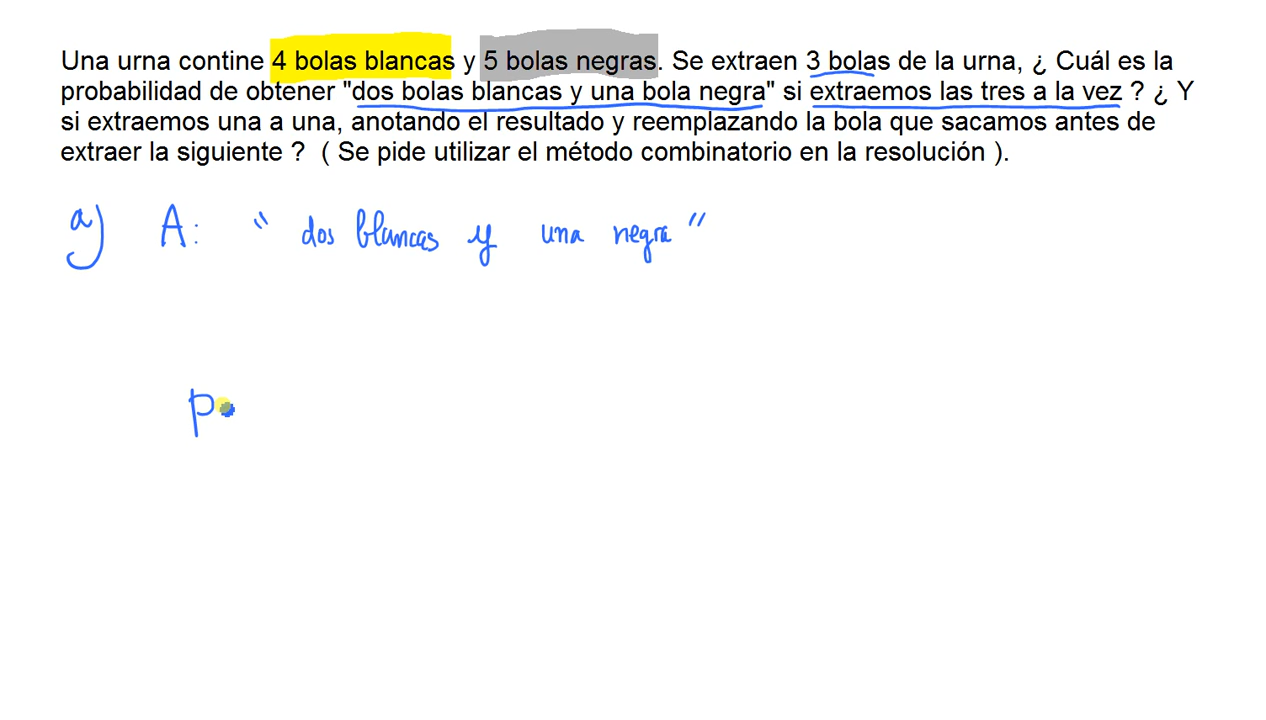 Una urna contine 4 bolas blancas y 5 bolas negras. Se extraen 3 bolas de la urna, ¿ Cuál es la
probabilidad de obtener "dos bolas blancas y una bola negra" si extraemos las tres a la vez ? ¿ Y
si extraemos una a una, anotando el resultado y reemplazando la bola que sacamos antes de
extraer la siguiente ? ( Se pide utilizar el método combinatorio en la resolución ).
a) A: " dos blancas y una negra "
p